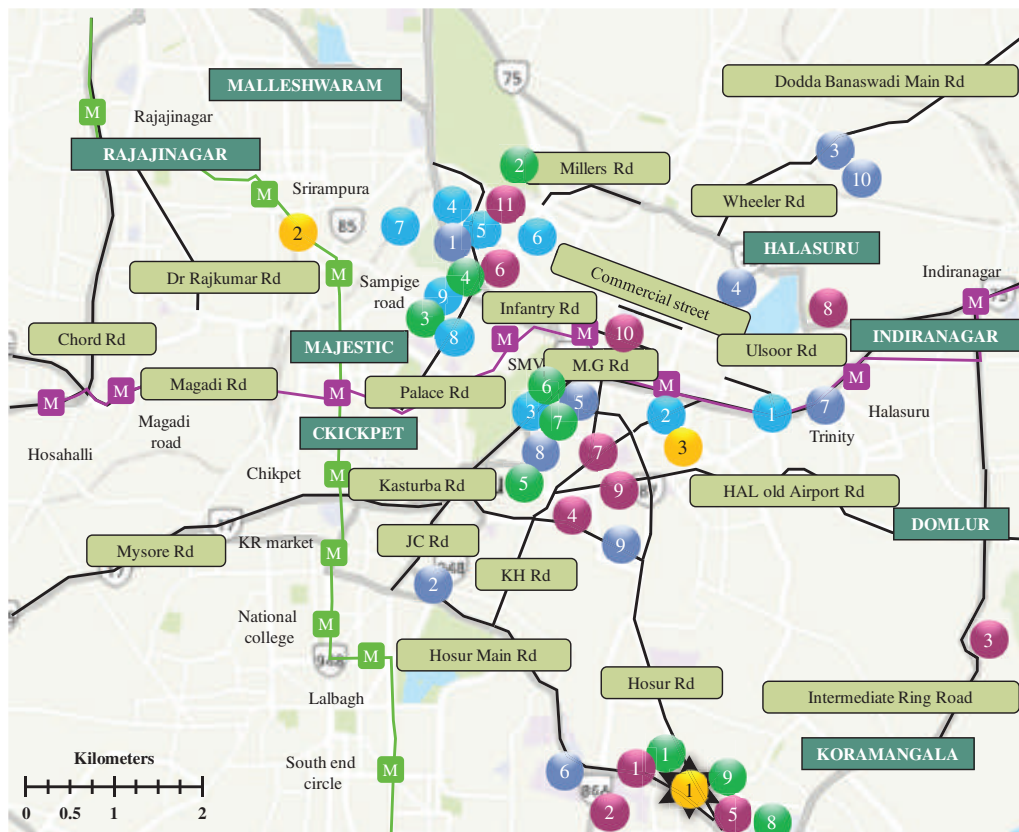 75
MALLESHWARAM
Dodda Banaswadi Main Rd
M
Rajajinagar
RAJAJINAGAR
3
2
Millers Rd
10
M
Srirampura
4
11
Wheeler Rd
2
85
7
5
1
6
HALASURU
Dr Rajkumar Rd
M
Sampige
road
4
6
Commercial street
4
Indiranagar
9
Infantry Rd
M
8
3
8
M
M
10
Chord Rd
MAJESTIC
SMV
M.G Rd
Ulsoor Rd
INDIRANAGAR
M
M
Magadi Rd
M
Palace Rd
6
M
M
Hosahalli
Magadi
road
CKICKPET
3
5
7
2
1
7
Halasuru
Trinity
8
7
3
Chikpet
M
Kasturba Rd
5
9
HAL old Airport Rd
4
DOMLUR
Mysore Rd
KR market
M
JC Rd
9
KH Rd
2
National
college
M
3
948
M
Hosur Main Rd
Lalbagh
Hosur Rd
Intermediate Ring Road
KORAMANGALA
Kilometers
South end
circle
M
6
1
1
9
1
0
0.5
1
2
2
5
8